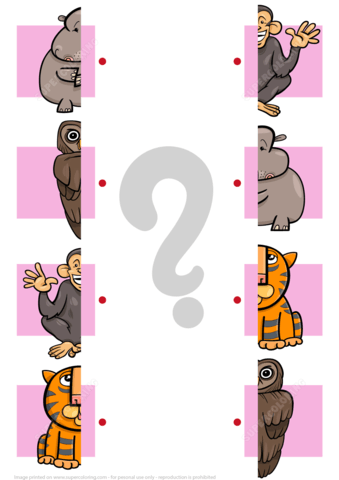 ?
Image printed on www.supercoloring.com - for personal use only - reproduction is prohibited